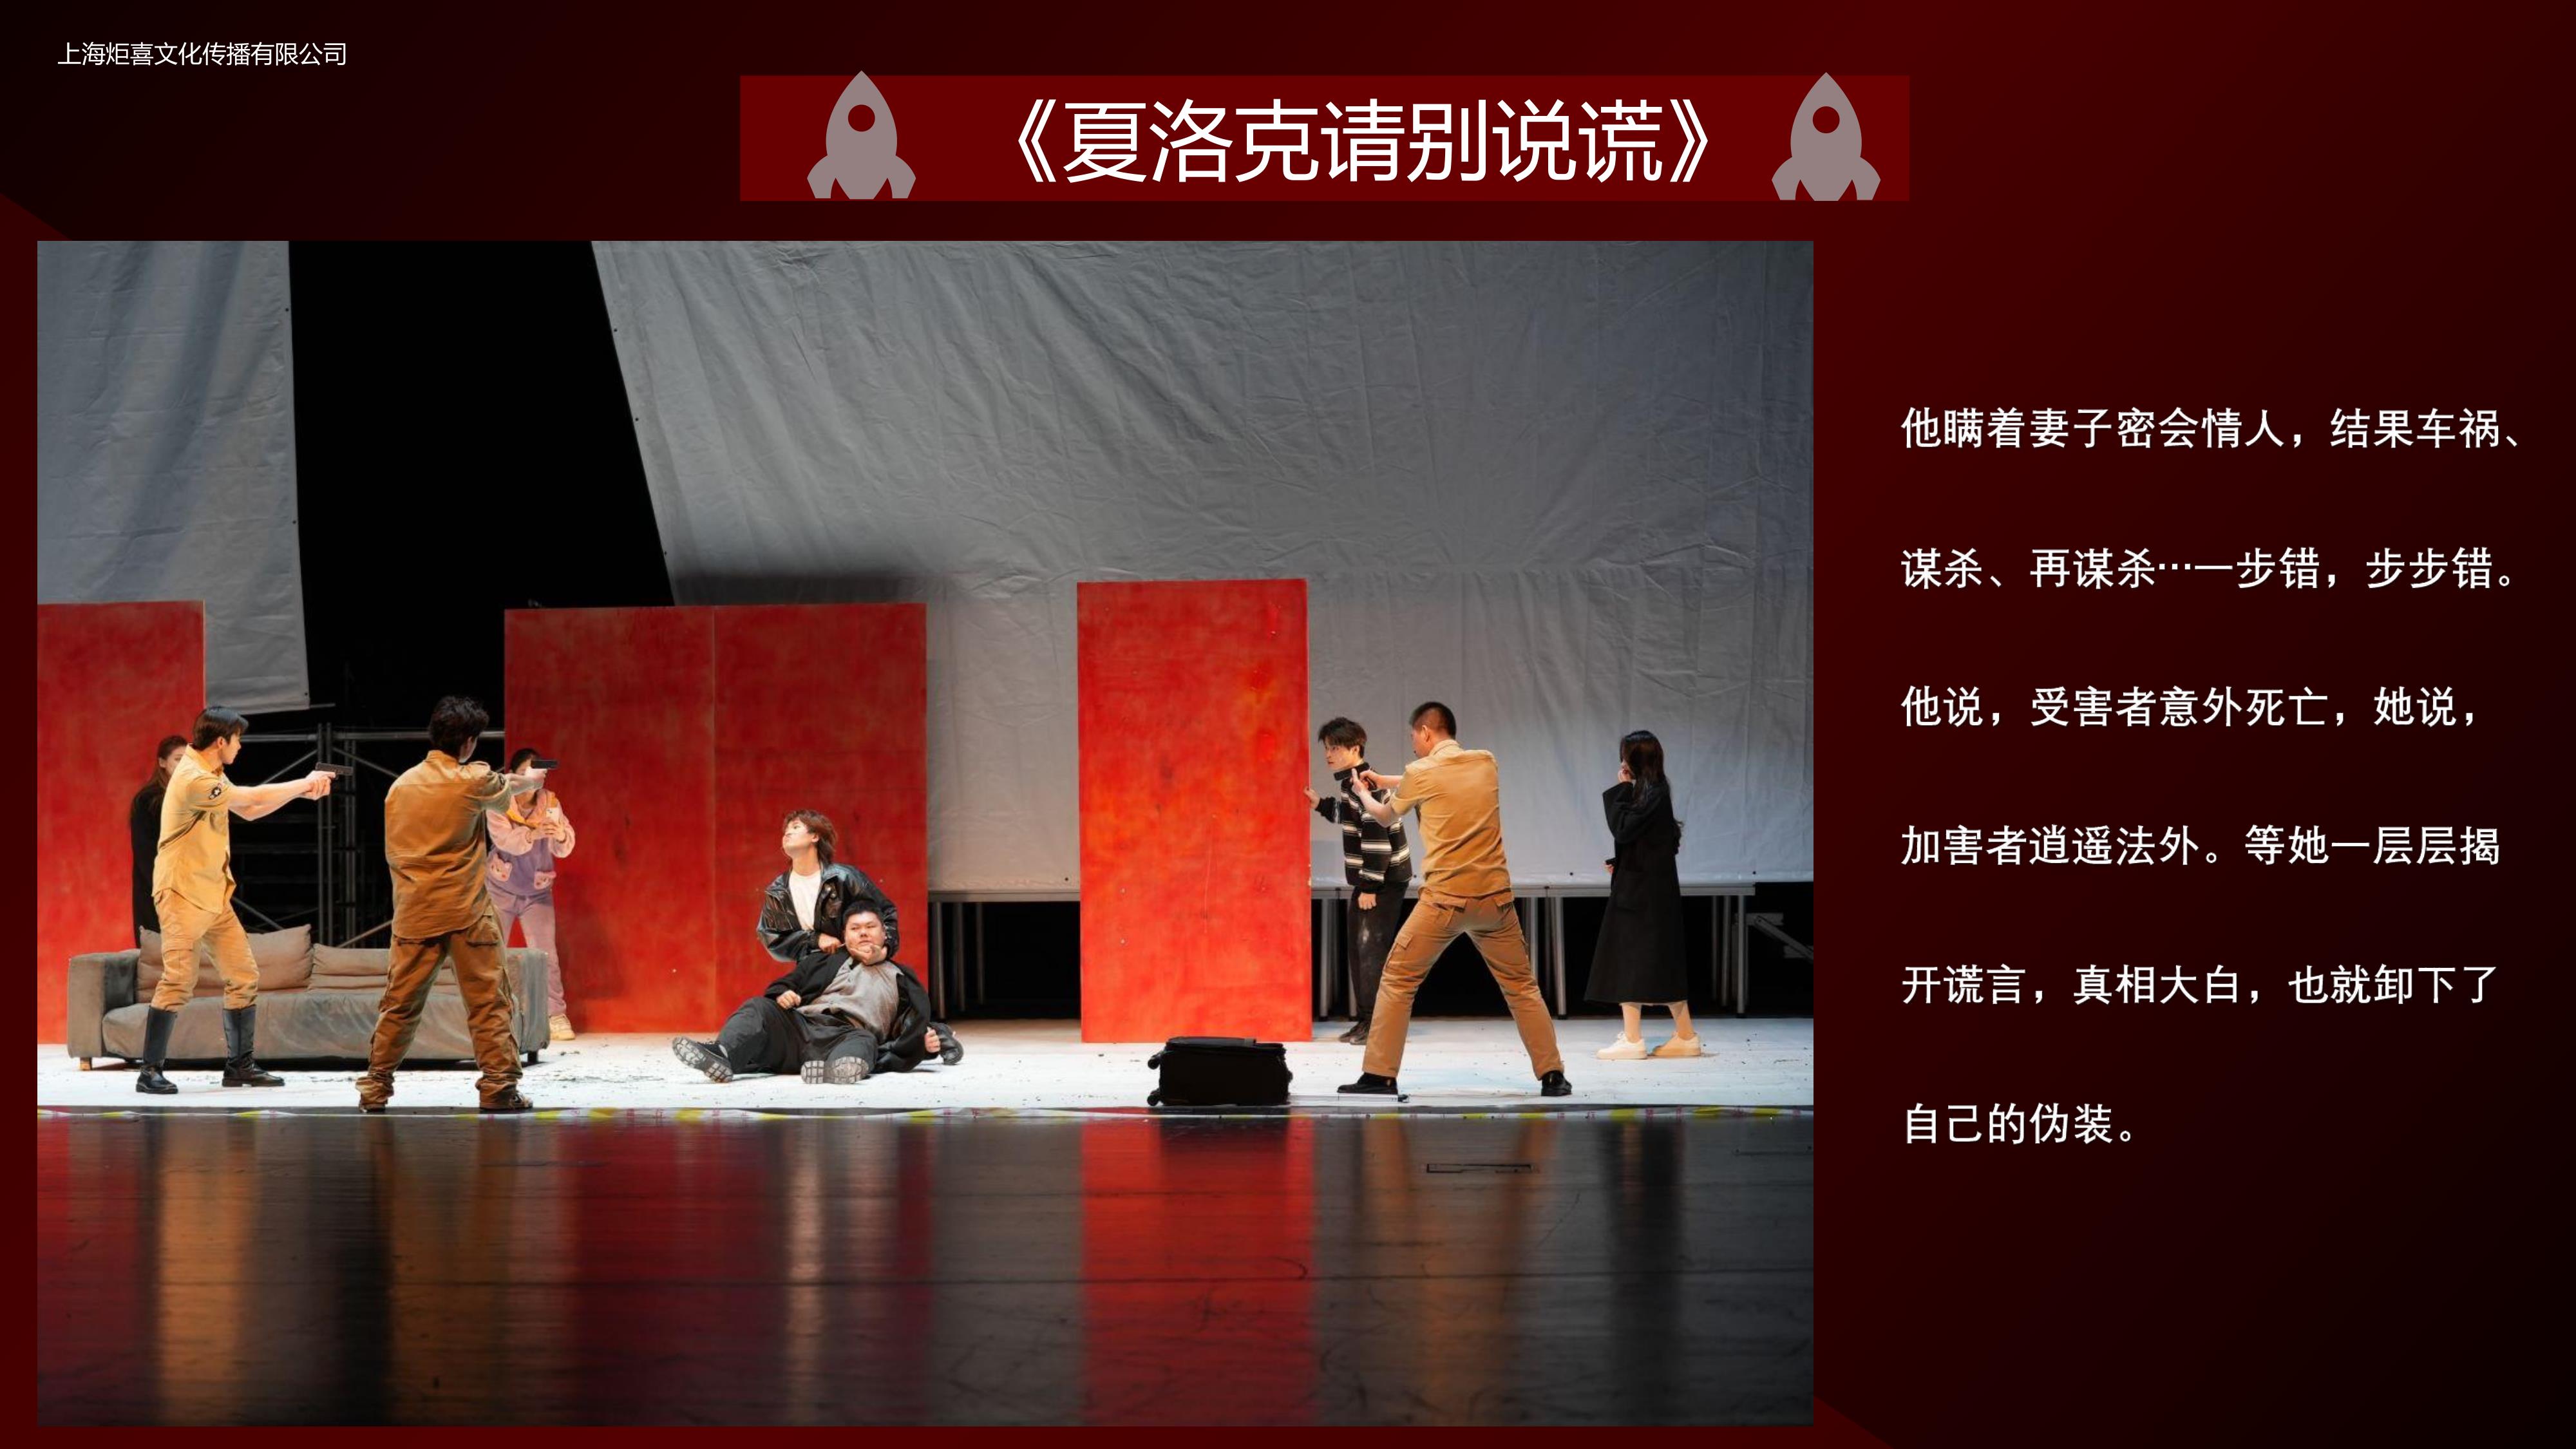 上海炬喜文化传播有限公司
《夏洛克请别说谎》
他瞒着妻子密会情人，结果车祸、
谋杀、再谋杀…一步错，步步错。
他说，受害者意外死亡，她说，
加害者逍遥法外。等她一层层揭
开谎言，真相大白，也就卸下了
自己的伪装。